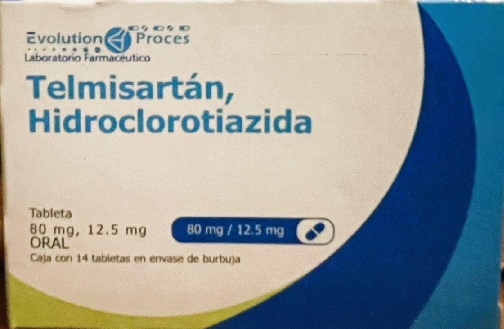 Evolution Proces
Laboratorio Farmacéutico
Telmisartán,
Hidroclorotiazida
Tableta
80 mg, 12.5 mg
80 mg / 12.5 mg
ORAL
Caja con 14 tabletas en envase de burbuja